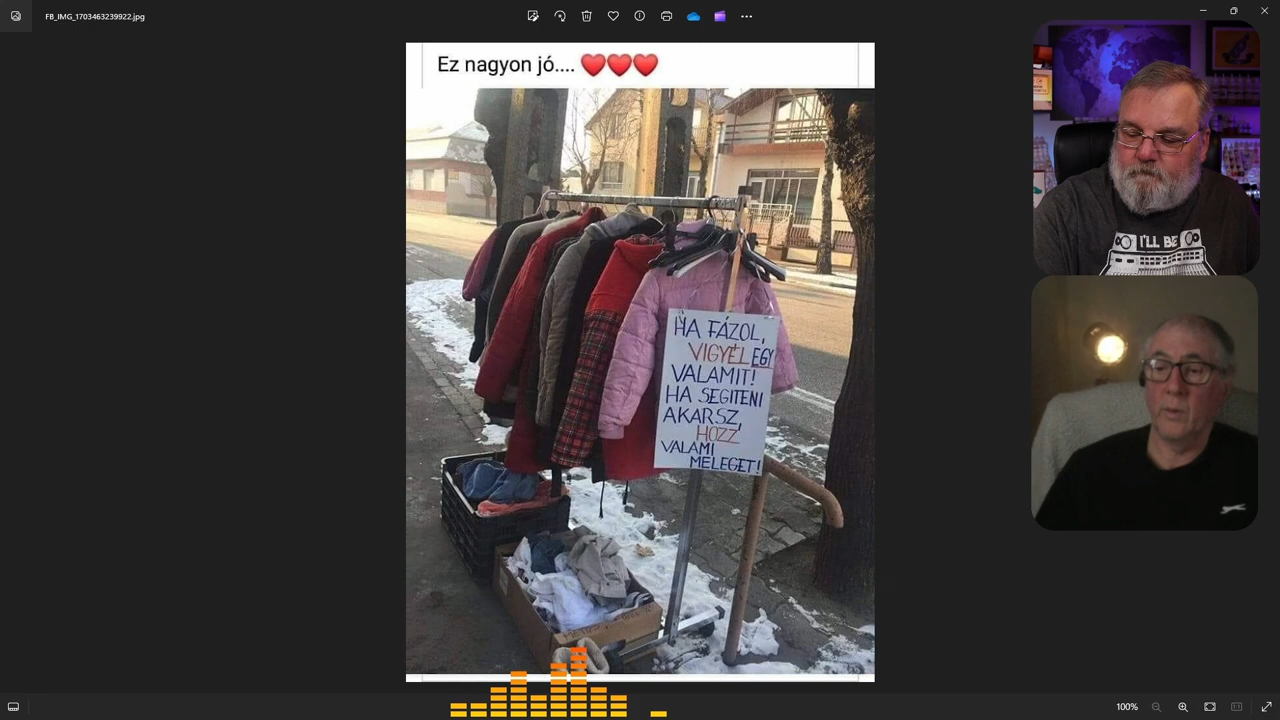 FB_IMG_1703463239922.jpg
Ez nagyon jó.... ❤❤❤
HA FÁZOL,
VIGYÉL EGY
VALAMIT!
HA SEGITENI
AKARSZ,
HOZZ
VALAMI
MELEGET!
I'LL BE
100%